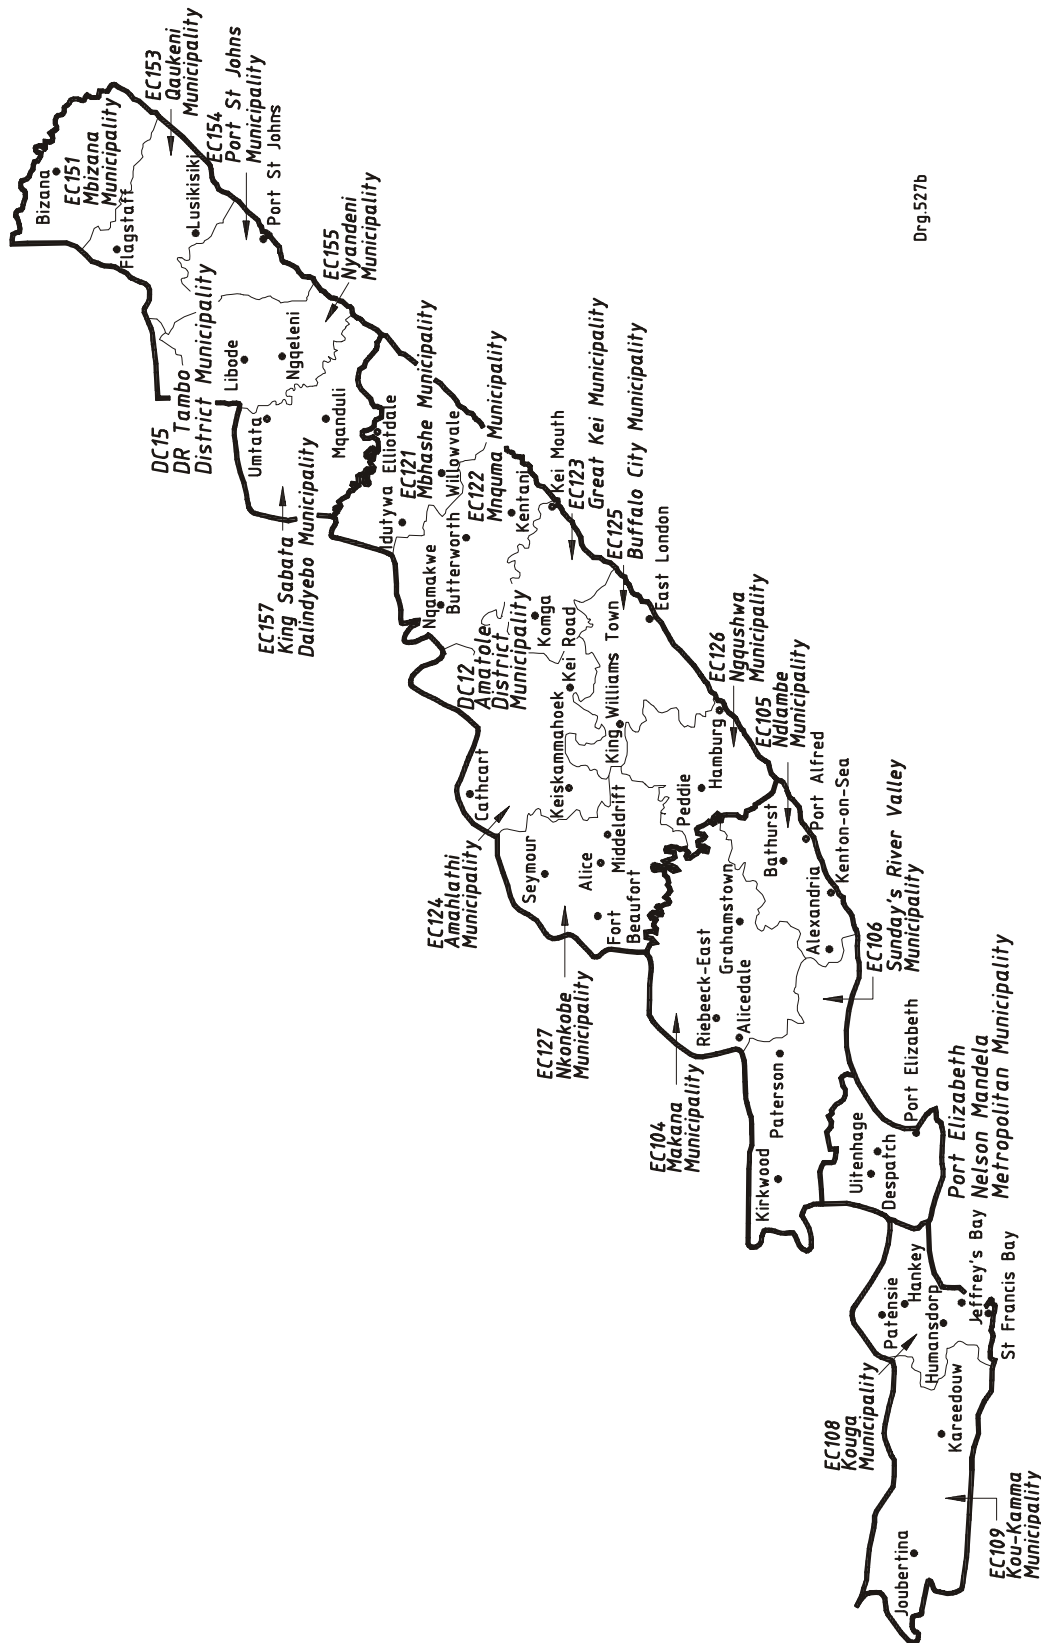 Bizana
EC151
Mbizana
Municipality
EC153
Qaukeni
Municipality
Flagstaff
Lusikisiki
EC154
Port St Johns
Municipality
Port St Johns
EC155
Nyandeni
Municipality
DC15
DR Tambo
District Municipality
Libode
Ngqeleni
Umtata
Mqanduli
EC157
King Sabata
Dalindyebo Municipality
Elliotdale
Idutywa
EC121
Mbhashe Municipality
Willowvale
EC122
Mnquma Municipality
Nqamakwe
Butterworth
Kentani
Kei Mouth
EC123
Great Kei Municipality
EC125
Buffalo City Municipality
East London
DC12
Amatole
District
Municipality
Komga
Kei Road
King Williams Town
Keiskammahoek
Cathcart
EC124
Amahlathi
Municipality
Seymour
Alice
Middeldrift
Fort
Beaufort
EC127
Nkonkobe
Municipality
Peddie
Hamburg
EC126
Ngqushwa
Municipality
EC105
Ndlambe
Municipality
Bathurst
Port Alfred
Kenton-on-Sea
Alexandria
Grahamstown
Riebeeck-East
Alicedale
EC104
Makana
Municipality
EC106
Sunday's River Valley
Municipality
Paterson
Kirkwood
Uitenhage
Despatch
Port Elizabeth
Port Elizabeth
Nelson Mandela
Metropolitan Municipality
Patensie
Hankey
Humansdorp
Jeffrey's Bay
St Francis Bay
EC108
Kouga
Municipality
Kareedouw
Joubertina
EC109
Kou-Kamma
Municipality
Drg.527b